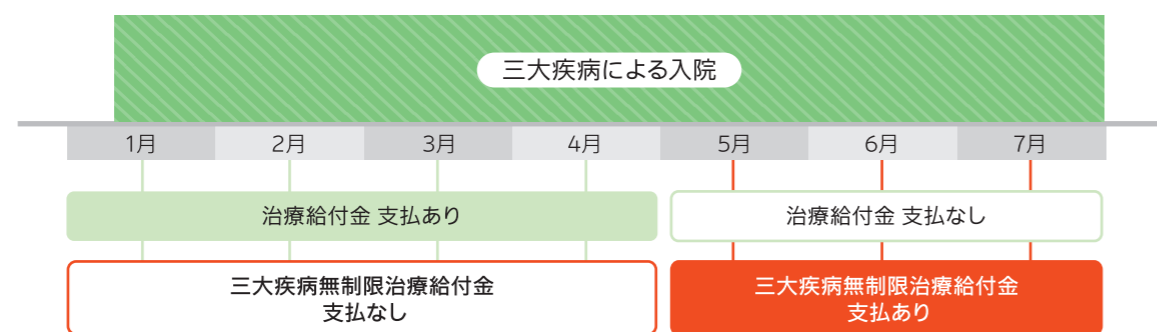 三大疾病による入院
1月 2月 3月 4月 5月 6月 7月
治療給付金 支払あり 治療給付金 支払なし
三大疾病無制限治療給付金
支払なし
三大疾病無制限治療給付金
支払あり